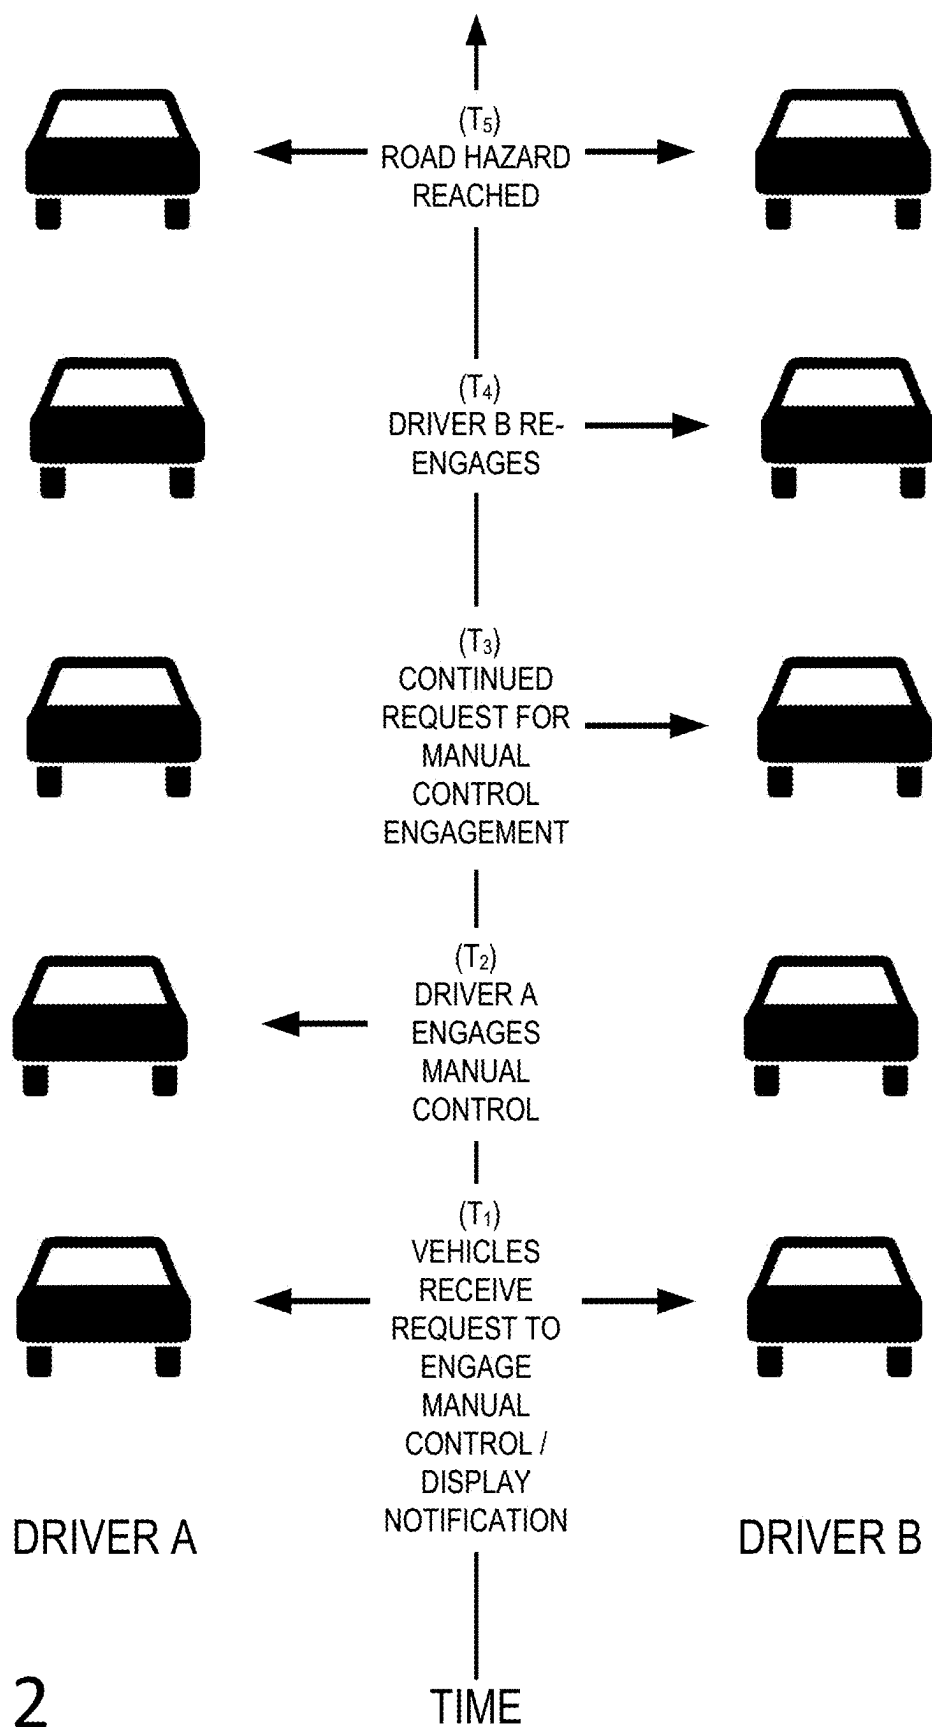 (T5)
ROAD HAZARD
REACHED
(T4)
DRIVER B RE-
ENGAGES
(T3)
CONTINUED
REQUEST FOR
MANUAL
CONTROL
ENGAGEMENT
(T2)
DRIVER A
ENGAGES
MANUAL
CONTROL
(T1)
VEHICLES
RECEIVE
REQUEST TO
ENGAGE
MANUAL
CONTROL /
DISPLAY
NOTIFICATION
DRIVER A
DRIVER B
2
TIME